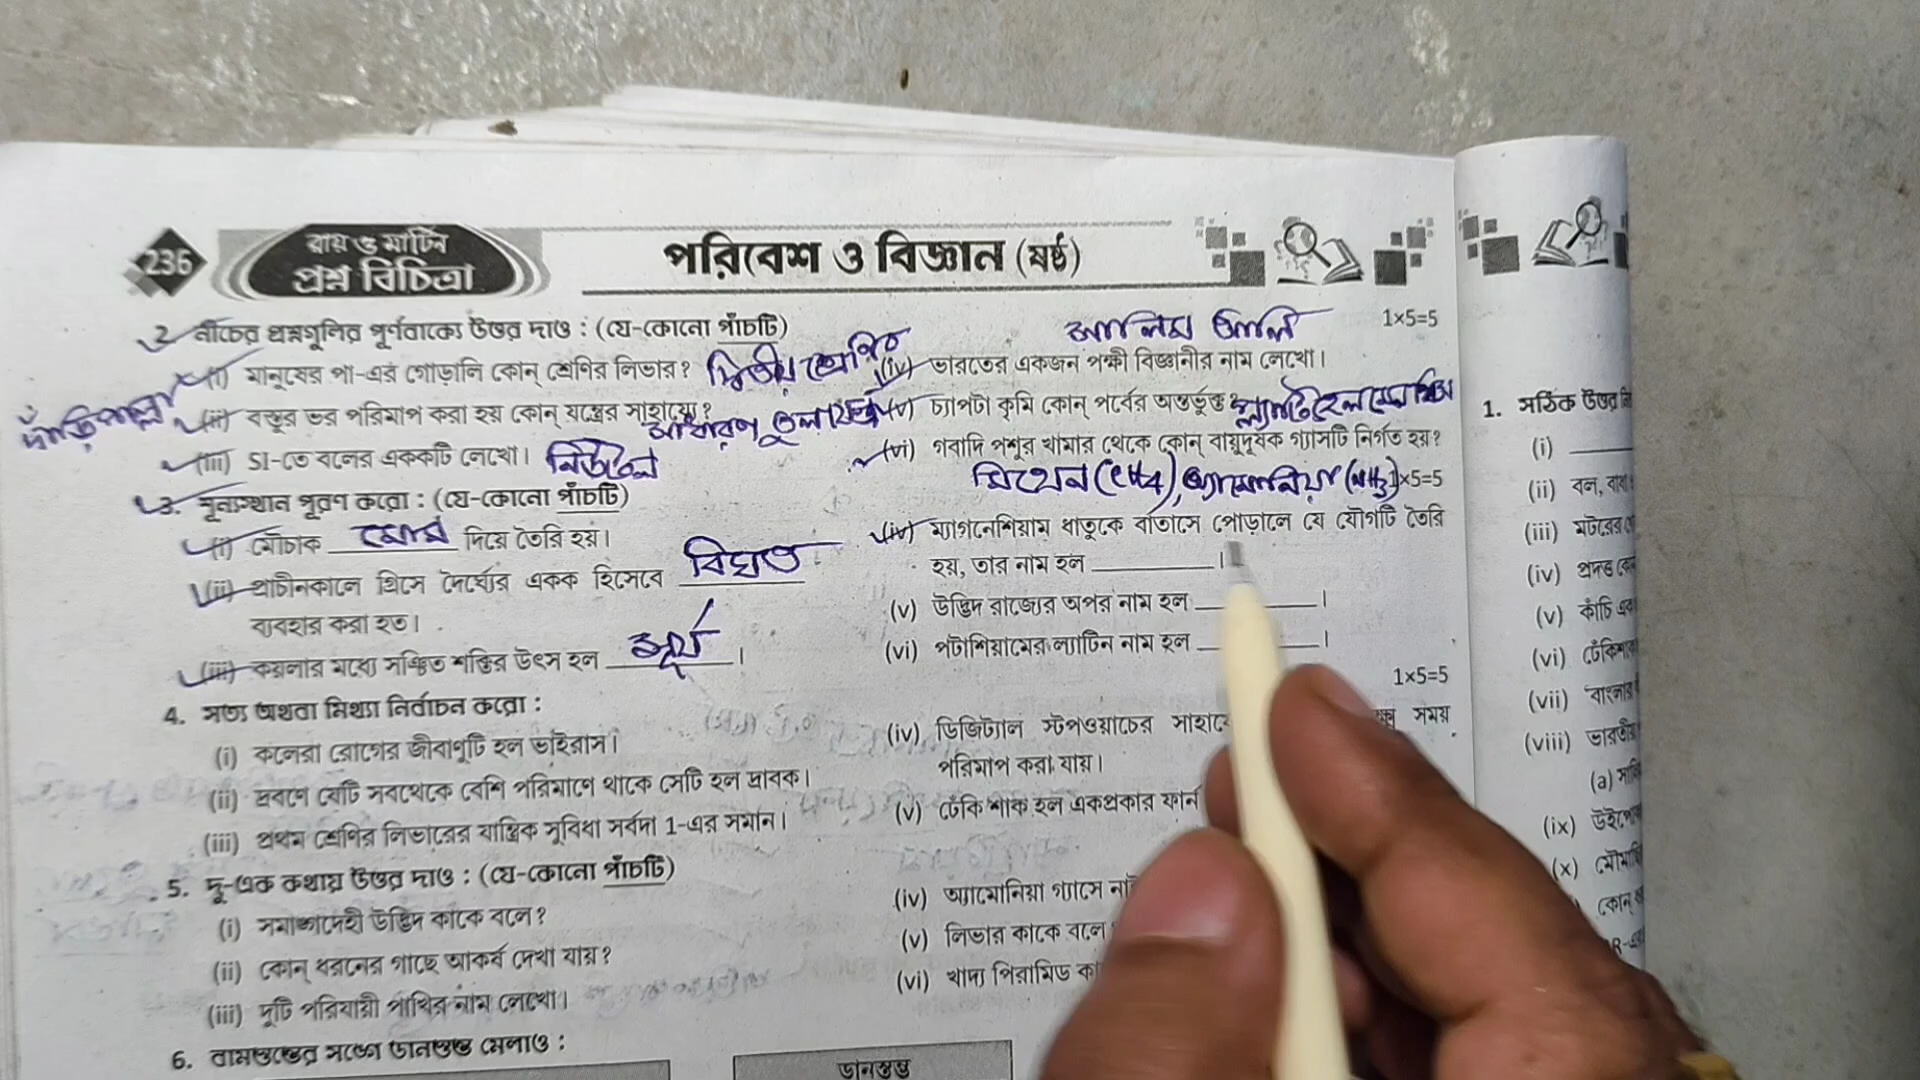 236
রায় ও মার্টিন
প্রশ্ন বিচিত্রা
পরিবেশ ও বিজ্ঞান (ষষ্ঠ)
2. নীচের প্রশ্নগুলির পূর্ণবাক্যে উত্তর দাও : (যে-কোনো পাঁচটি)
1×5=5
(i) মানুষের পা-এর গোড়ালি কোন্ শ্রেণির লিভার? দ্বিতীয় শ্রেণির
দাঁড়িপাল্লা
(ii) বস্তুর ভর পরিমাপ করা হয় কোন্ যন্ত্রের সাহায্যে?
সাধারণ তুলাযন্ত্র
(iii) SI-তে বলের এককটি লেখো। নিউটন
আলিম আলি
(iv) ভারতের একজন পক্ষী বিজ্ঞানীর নাম লেখো।
(v) চ্যাপটা কৃমি কোন্ পর্বের অন্তর্ভুক্ত?
(vi) গবাদি পশুর খামার থেকে কোন্ বায়ুদূষক গ্যাসটি নির্গত হয়?
মিথেন (CH4), অ্যামোনিয়া (NH3)
3. শূন্যস্থান পূরণ করো : (যে-কোনো পাঁচটি)
1×5=5
(i) মৌচাক মোম দিয়ে তৈরি হয়।
(ii) প্রাচীনকালে গ্রিসে দৈর্ঘ্যের একক হিসেবে বিঘত
ব্যবহার করা হত।
(iii) কয়লার মধ্যে সঞ্চিত শক্তির উৎস হল সূর্য।
(iv) ম্যাগনেশিয়াম ধাতুকে বাতাসে পোড়ালে যে যৌগটি তৈরি
হয়, তার নাম হল ________।
(v) উদ্ভিদ রাজ্যের অপর নাম হল ________।
(vi) পটাশিয়ামের ল্যাটিন নাম হল ________।
4. সত্য অথবা মিথ্যা নির্বাচন করো :
1×5=5
(i) কলেরা রোগের জীবাণুটি হল ভাইরাস।
(ii) দ্রবণে যেটি সবথেকে বেশি পরিমাণে থাকে সেটি হল দ্রাবক।
(iii) প্রথম শ্রেণির লিভারের যান্ত্রিক সুবিধা সর্বদা 1-এর সমান।
(iv) ডিজিট্যাল স্টপওয়াচের সময়
পরিমাপ করা যায়।
(v) ঢেঁকি শাক হল একপ্রকার ফার্ন
5. দু-এক কথায় উত্তর দাও : (যে-কোনো পাঁচটি)
(i) সমাঙ্গদেহী উদ্ভিদ কাকে বলে?
(ii) কোন্ ধরনের গাছে আকর্ষ দেখা যায়?
(iii) দুটি পরিযায়ী পাখির নাম লেখো।
(iv) অ্যামোনিয়া গ্যাসে
(v) লিভার কাকে বলে
(vi) খাদ্য পিরামিড
6. বামস্তম্ভের সঙ্গে ডানস্তম্ভ মেলাও :
ডানস্তম্ভ
1. সঠিক উত্তর
(i)
(ii) বল,
(iii) মটরের
(iv) প্রদত্ত
(v) কাঁচি
(vi) ঢেঁকিশাক
(vii) 'বাংলার
(viii) ভারতীয়
(a)
(ix) উইপোকা
(x) মৌমাছি
কোন্